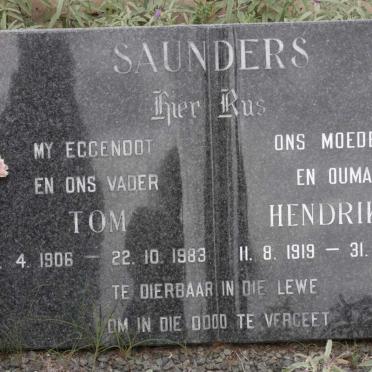 SAUNDERS
Hier Rus
MY EGGENOOT
EN ONS VADER
TOM
4. 1906 – 22. 10. 1983
ONS MOEDE
EN OUMA
HENDRIK
11. 8. 1919 – 31.
TE DIERBAAR IN DIE LEWE
OM IN DIE DOOD TE VERGEET